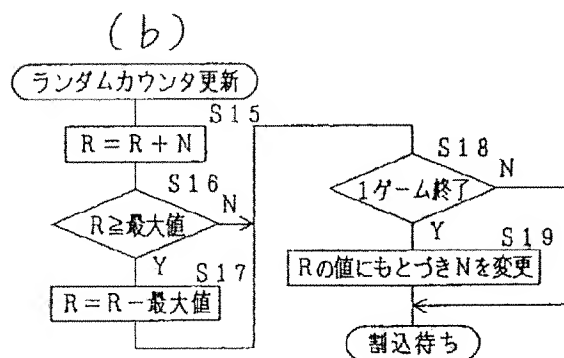 (b)
ランダムカウンタ更新
S15
R=R+N
S16
R≧最大値
N
Y
S17
R=R-最大値
S18
1ゲーム終了
N
Y
S19
Rの値にもとづきNを変更
割込待ち